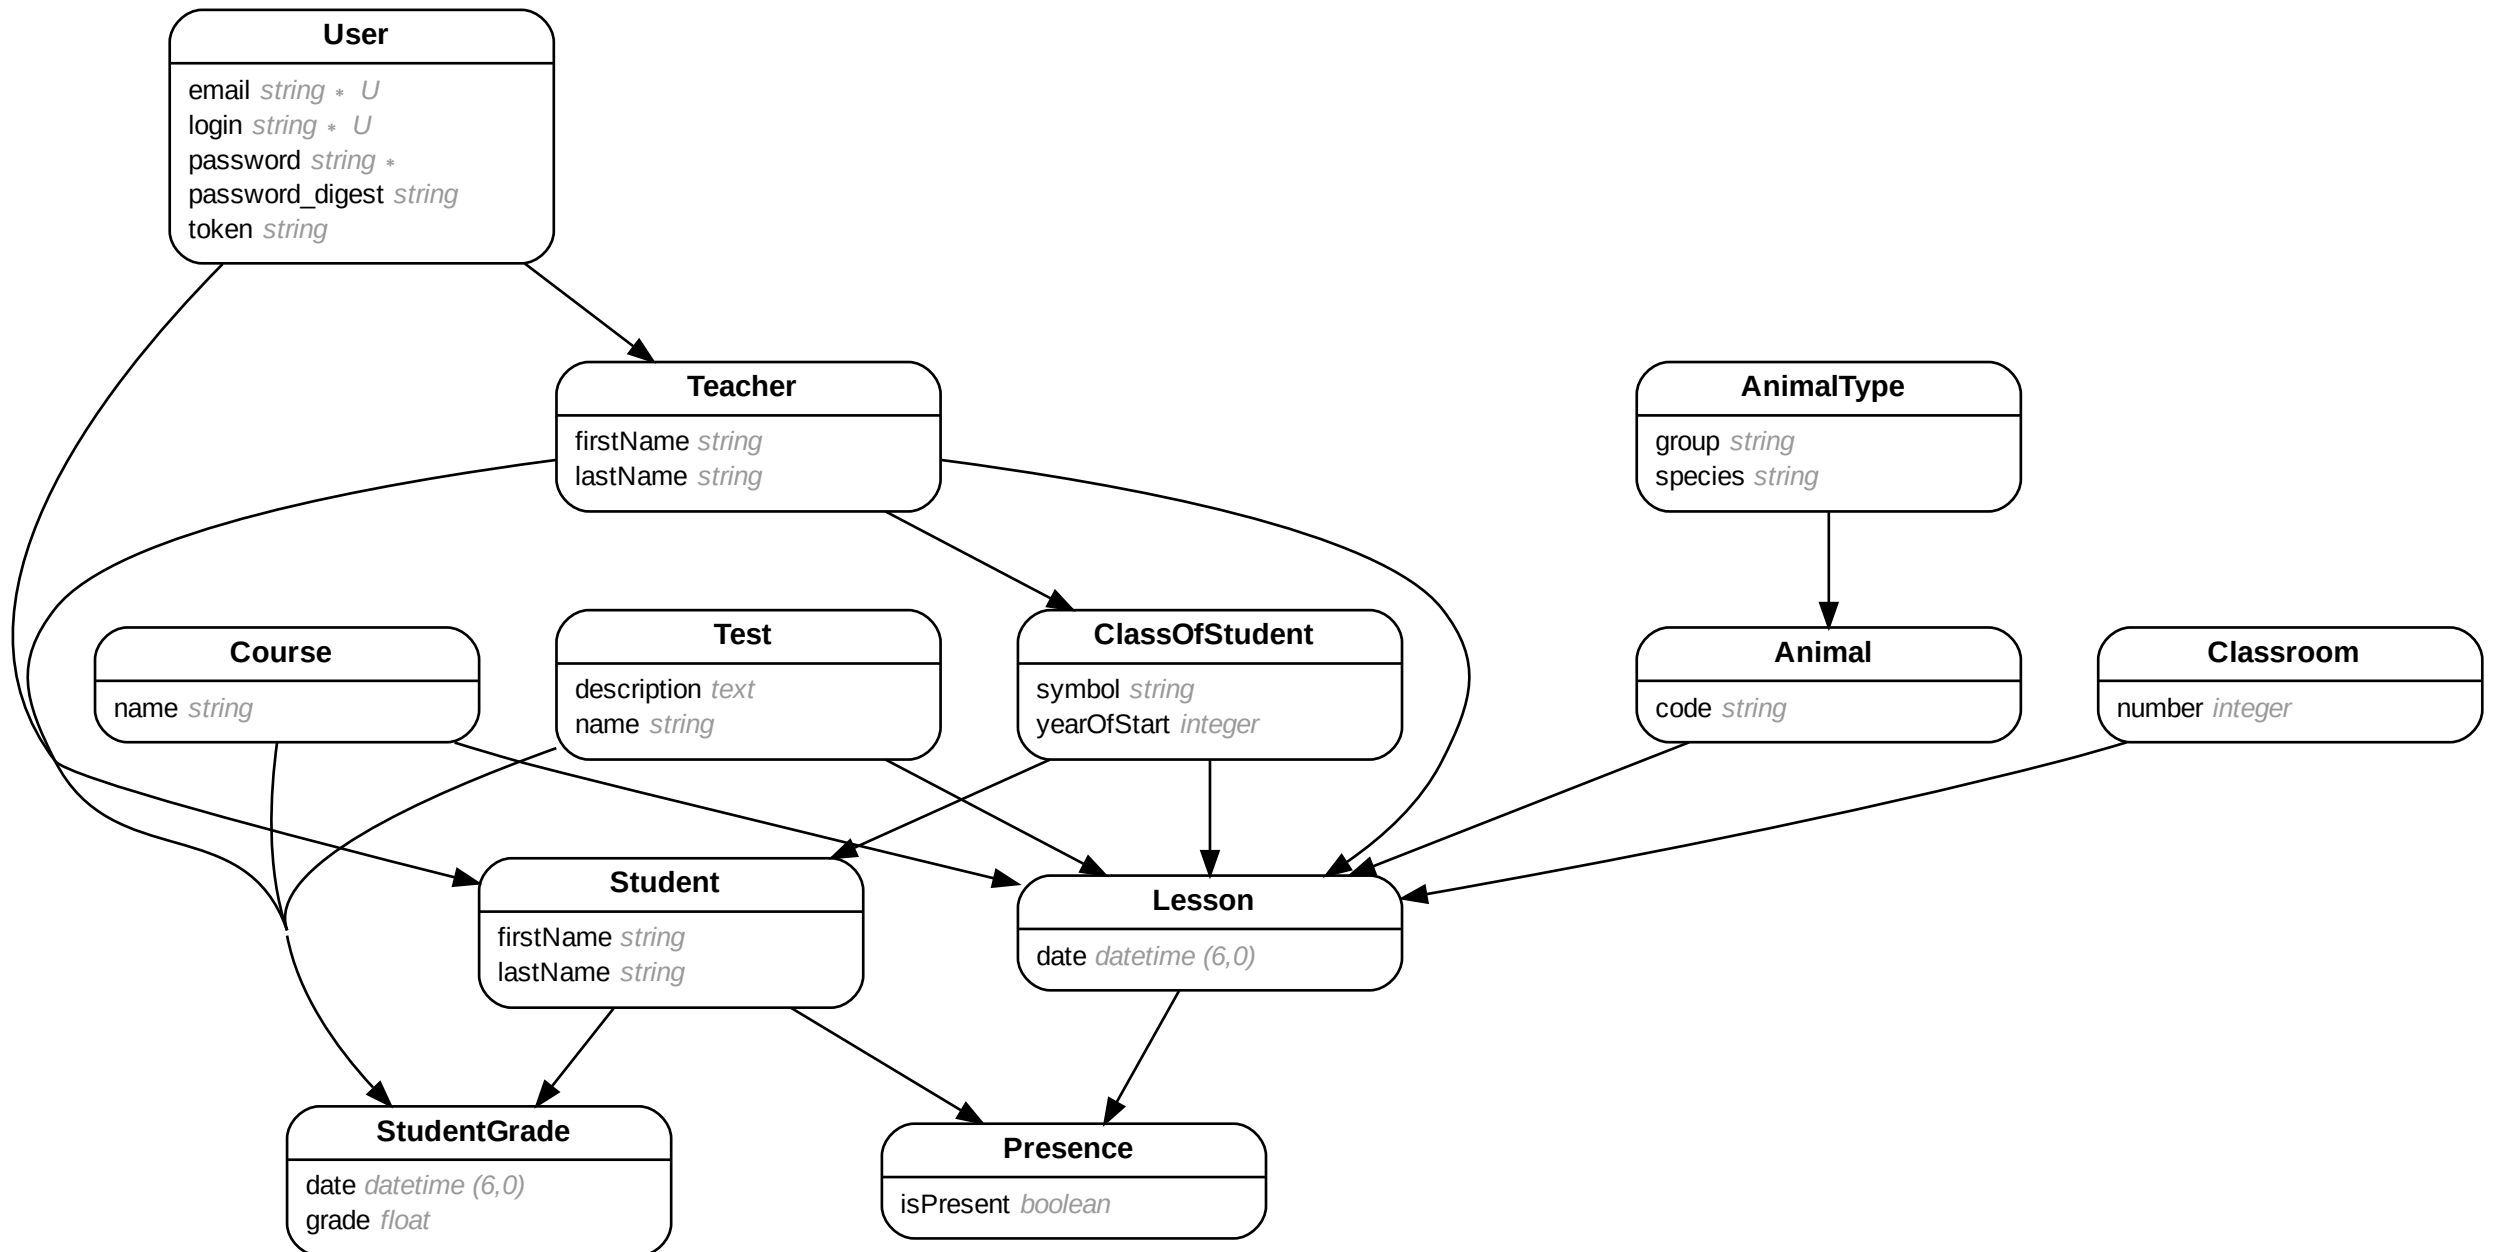 User
email string * U
login string * U
password string *
password_digest string
token string
Teacher
firstName string
lastName string
AnimalType
group string
species string
Course
name string
Test
description text
name string
ClassOfStudent
symbol string
yearOfStart integer
Animal
code string
Classroom
number integer
Student
firstName string
lastName string
Lesson
date datetime (6,0)
StudentGrade
date datetime (6,0)
grade float
Presence
isPresent boolean